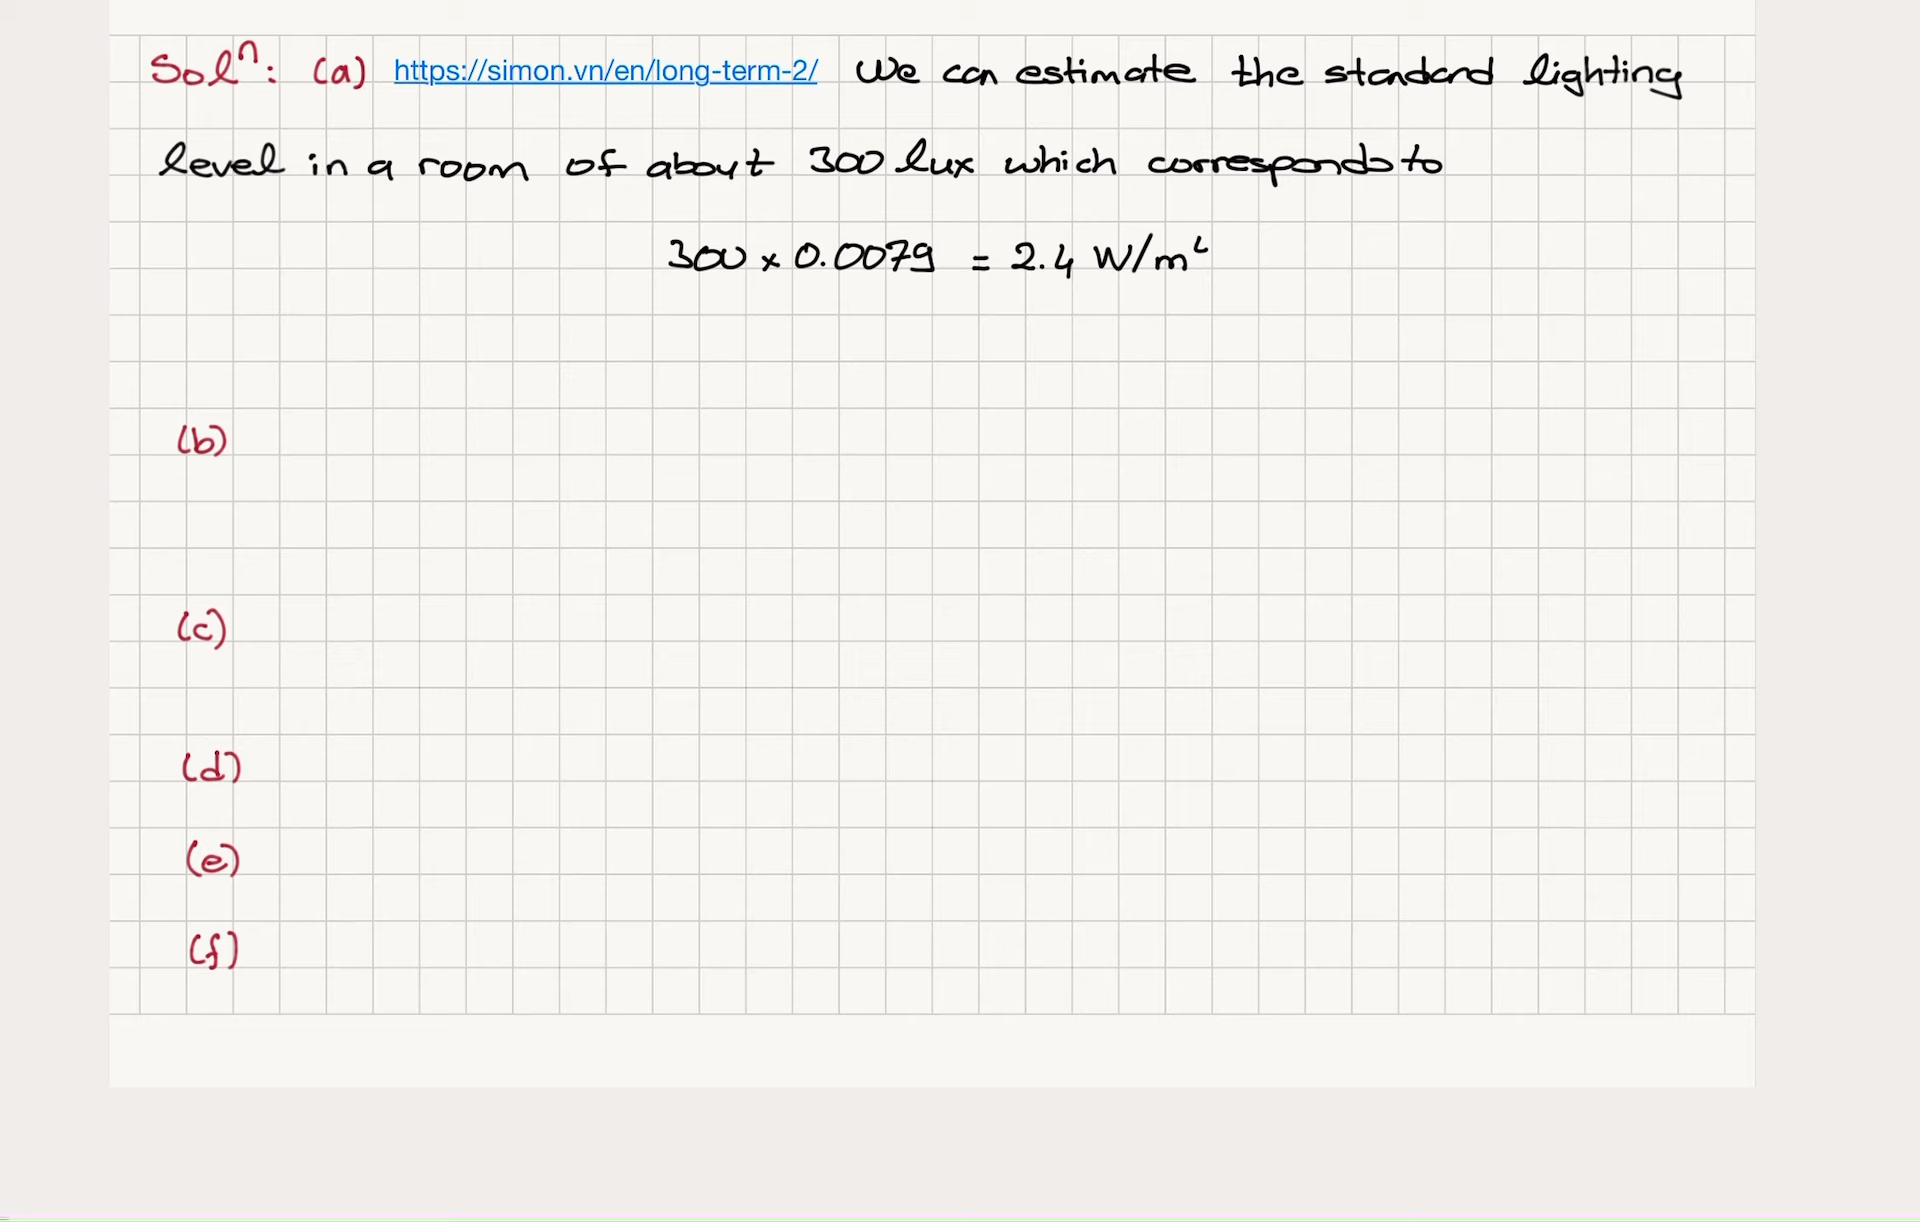 Solⁿ: (a) https://simon.vn/en/long-term-2/ We can estimate the standard lighting
level in a room of about 300 lux which corresponds to
300 x 0.0079 = 2.4 W/m²
(b)
(c)
(d)
(e)
(f)